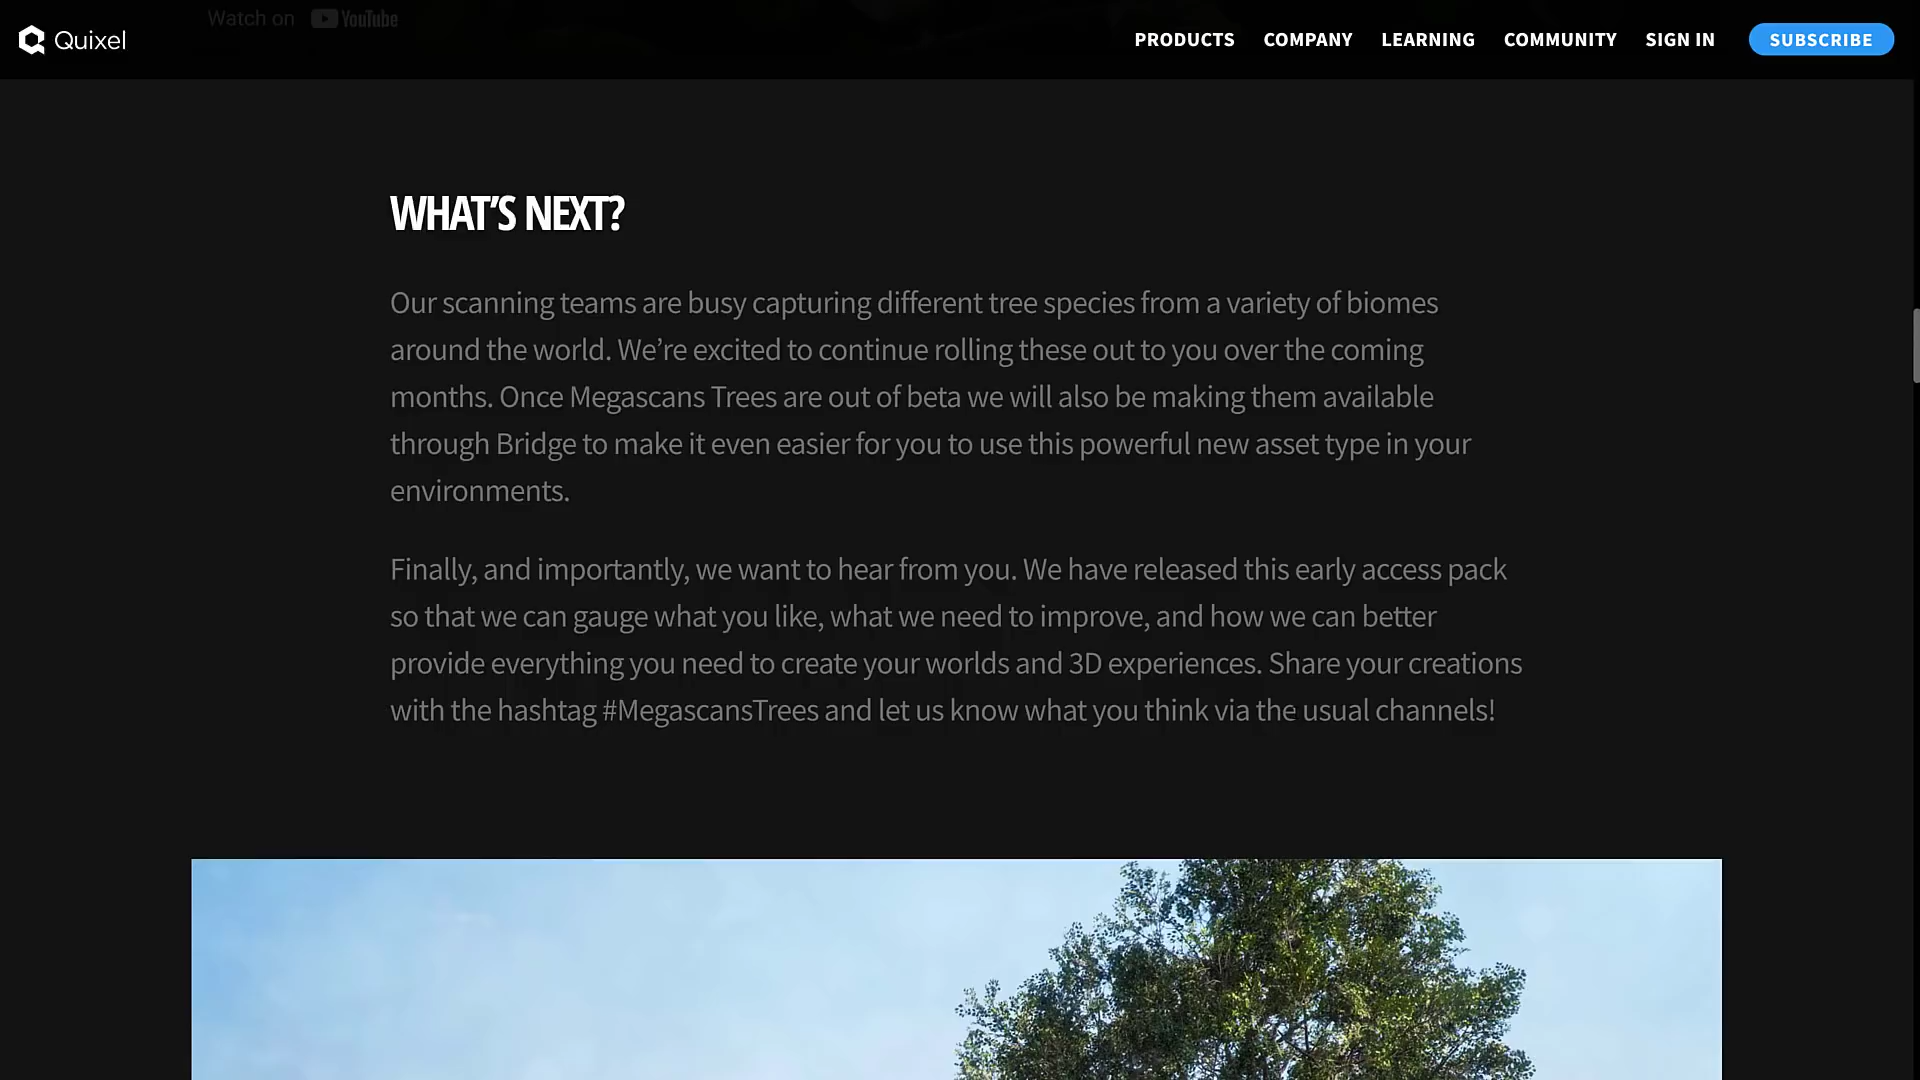 Watch on YouTube
Quixel
PRODUCTS COMPANY LEARNING COMMUNITY SIGN IN SUBSCRIBE
WHAT’S NEXT?
Our scanning teams are busy capturing different tree species from a variety of biomes
around the world. We’re excited to continue rolling these out to you over the coming
months. Once Megascans Trees are out of beta we will also be making them available
through Bridge to make it even easier for you to use this powerful new asset type in your
environments.
Finally, and importantly, we want to hear from you. We have released this early access pack
so that we can gauge what you like, what we need to improve, and how we can better
provide everything you need to create your worlds and 3D experiences. Share your creations
with the hashtag #MegascansTrees and let us know what you think via the usual channels!